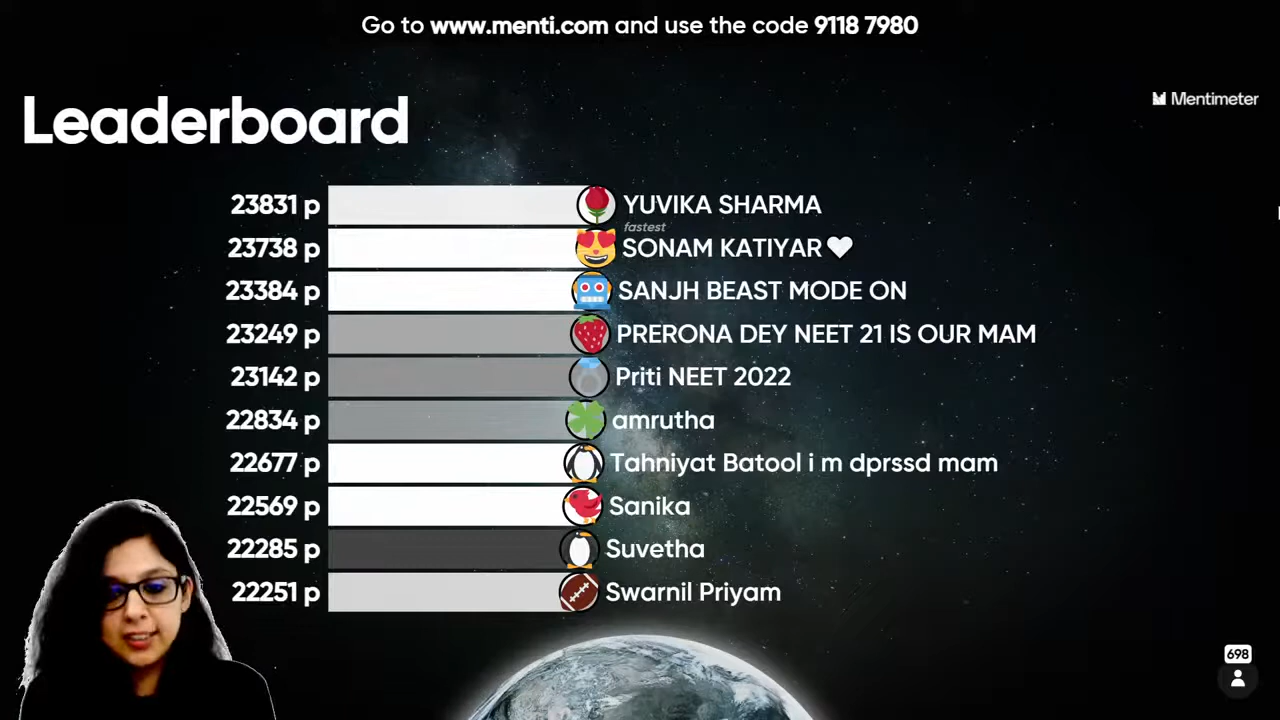 Go to www.menti.com and use the code 9118 7980
Leaderboard
Mentimeter
23831 p YUVIKA SHARMA
fastest
23738 p SONAM KATIYAR🤍
23384 p SANJH BEAST MODE ON
23249 p PRERONA DEY NEET 21 IS OUR MAM
23142 p Priti NEET 2022
22834 p amrutha
22677 p Tahniyat Batool i m dprssd mam
22569 p Sanika
22285 p Suvetha
22251 p Swarnil Priyam
698